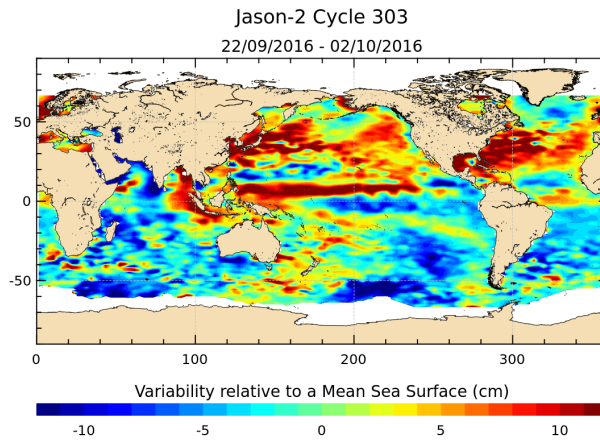 Jason-2 Cycle 303
22/09/2016 - 02/10/2016
50
0
-50
0 100 200 300
Variability relative to a Mean Sea Surface (cm)
-10 -5 0 5 10